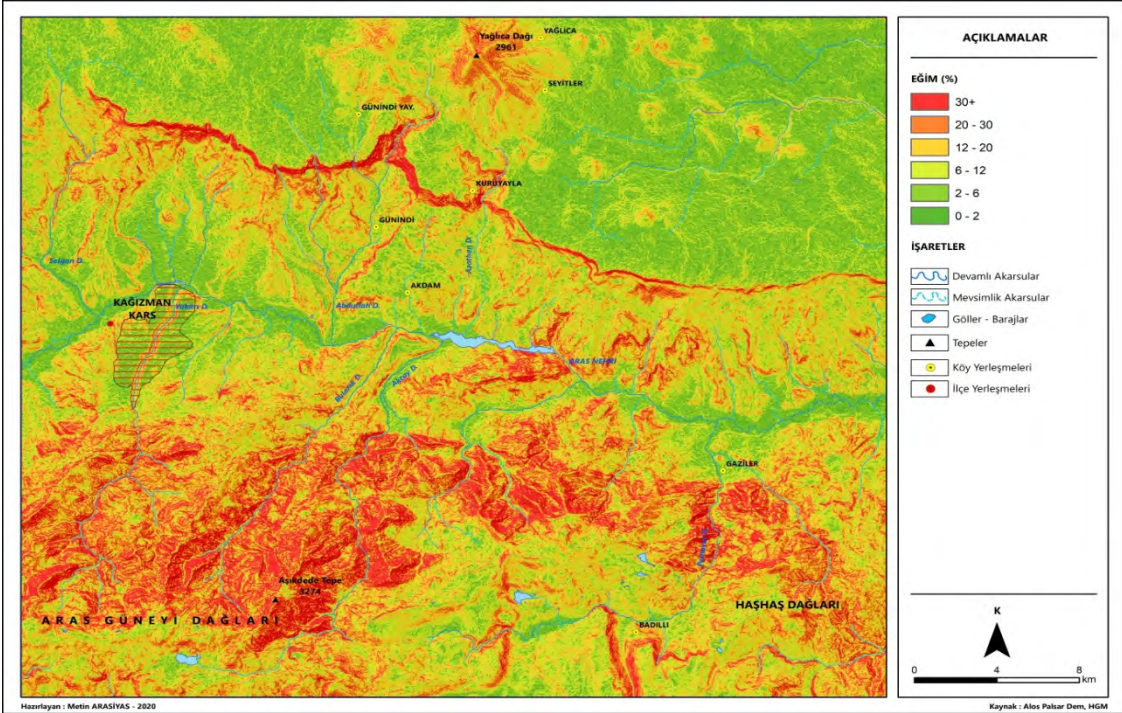 Yağlıca Dağı
2961
YAĞLICA
SEYİTLER
GÜNİNDİ YAY.
KURUYAYLA
GÜNİNDİ
AKDAM
Abdullah D.
KAĞIZMAN
KARS
ARAS NEHRİ
Aksay D.
GAZİLER
Aşıkdede Tepe
3274
ARAS GÜNEYİ DAĞLARI
HAŞHAŞ DAĞLARI
BADILLI
AÇIKLAMALAR
EĞİM (%)
30+
20 - 30
12 - 20
6 - 12
2 - 6
0 - 2
İŞARETLER
Devamlı Akarsular
Mevsimlik Akarsular
Göller - Barajlar
Tepeler
Köy Yerleşmeleri
İlçe Yerleşmeleri
K
0 4 8
km
Hazırlayan : Metin ARASİYAS - 2020
Kaynak : Alos Palsar Dem, HGM